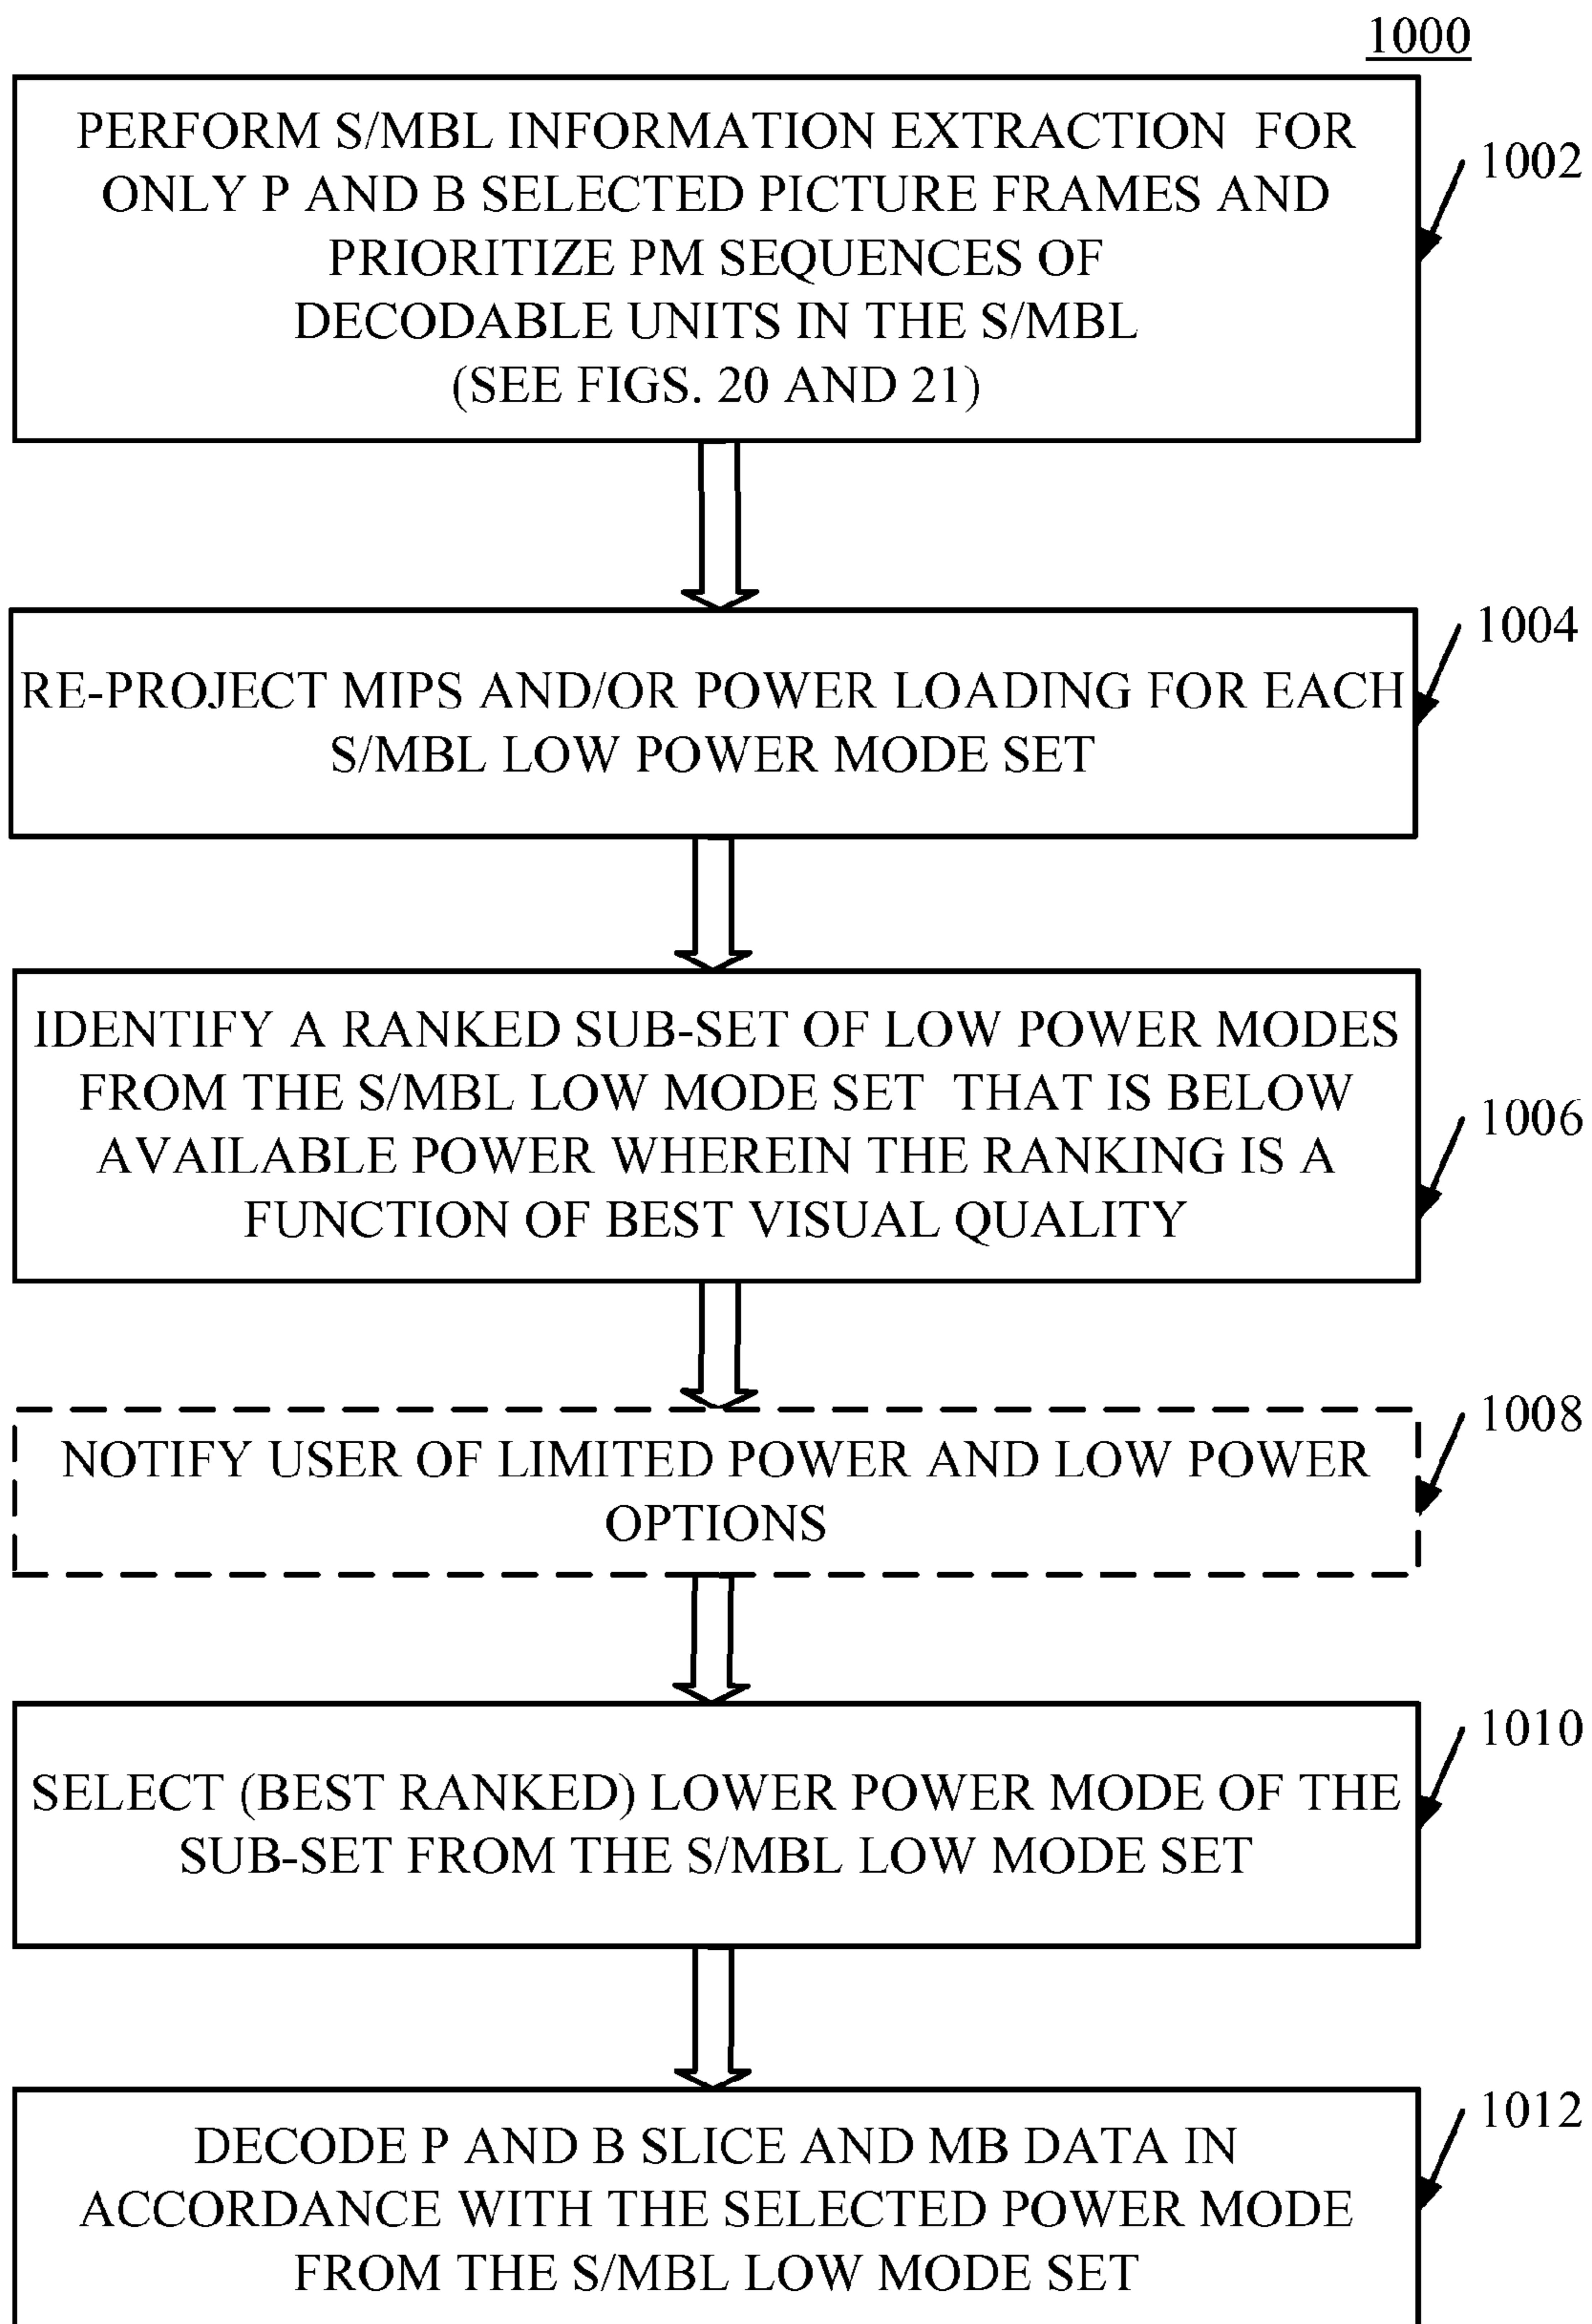 1000
PERFORM S/MBL INFORMATION EXTRACTION FOR
ONLY P AND B SELECTED PICTURE FRAMES AND
PRIORITIZE PM SEQUENCES OF
DECODABLE UNITS IN THE S/MBL
(SEE FIGS. 20 AND 21)
1002
RE-PROJECT MIPS AND/OR POWER LOADING FOR EACH
S/MBL LOW POWER MODE SET
1004
IDENTIFY A RANKED SUB-SET OF LOW POWER MODES
FROM THE S/MBL LOW MODE SET THAT IS BELOW
AVAILABLE POWER WHEREIN THE RANKING IS A
FUNCTION OF BEST VISUAL QUALITY
1006
NOTIFY USER OF LIMITED POWER AND LOW POWER
OPTIONS
1008
SELECT (BEST RANKED) LOWER POWER MODE OF THE
SUB-SET FROM THE S/MBL LOW MODE SET
1010
DECODE P AND B SLICE AND MB DATA IN
ACCORDANCE WITH THE SELECTED POWER MODE
FROM THE S/MBL LOW MODE SET
1012